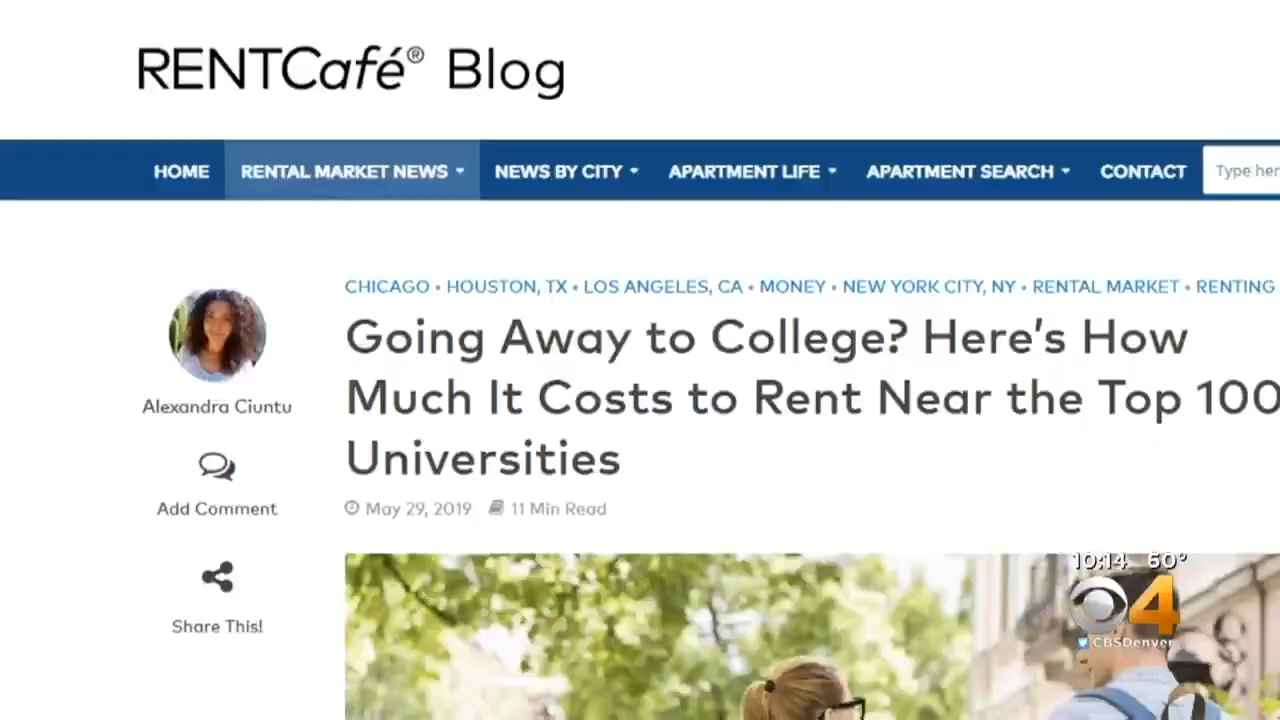 RENTCafé® Blog
HOME RENTAL MARKET NEWS NEWS BY CITY APARTMENT LIFE APARTMENT SEARCH CONTACT Type her
CHICAGO • HOUSTON, TX • LOS ANGELES, CA • MONEY • NEW YORK CITY, NY • RENTAL MARKET • RENTING
Going Away to College? Here's How
Much It Costs to Rent Near the Top 100
Universities
May 29, 2019 11 Min Read
Alexandra Ciuntu
Add Comment
Share This!
10:14 60°
4
CBSDenver